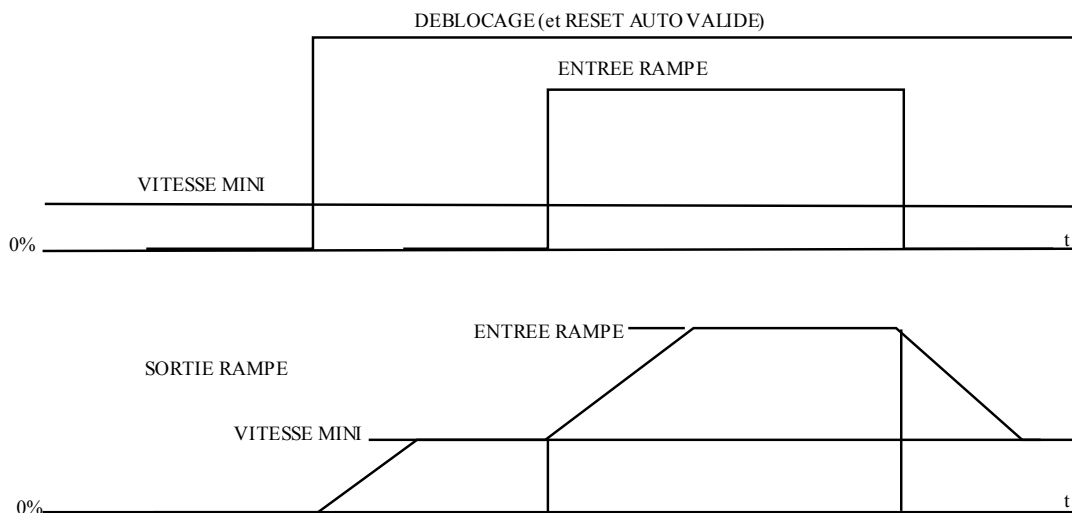 DEBLOCAGE (et RESET AUTO VALIDE)
ENTREE RAMPE
VITESSE MINI
0%
t
ENTREE RAMPE
SORTIE RAMPE
VITESSE MINI
0%
t